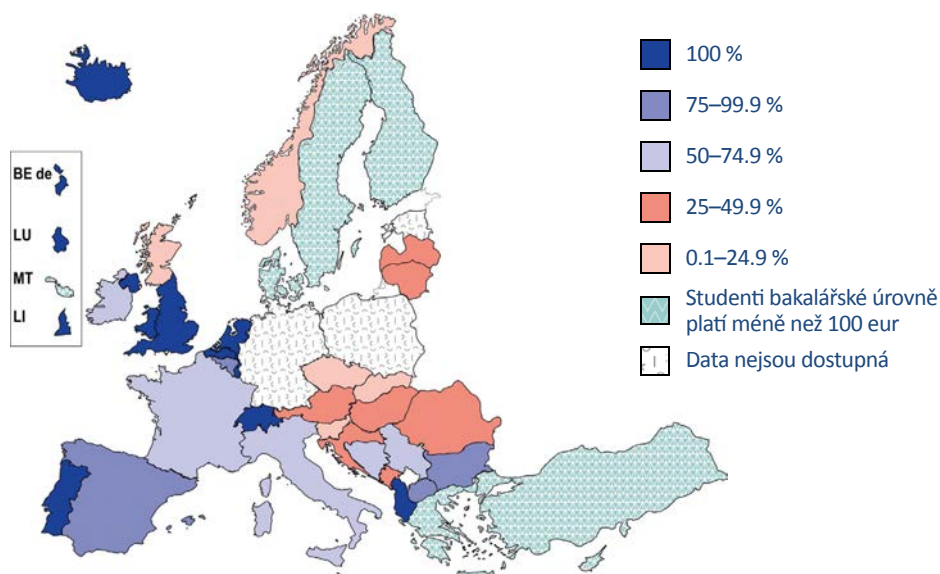 BE de
LU
MT
LI
100 %
75–99.9 %
50–74.9 %
25–49.9 %
0.1–24.9 %
Studenti bakalářské úrovně
platí méně než 100 eur
Data nejsou dostupná